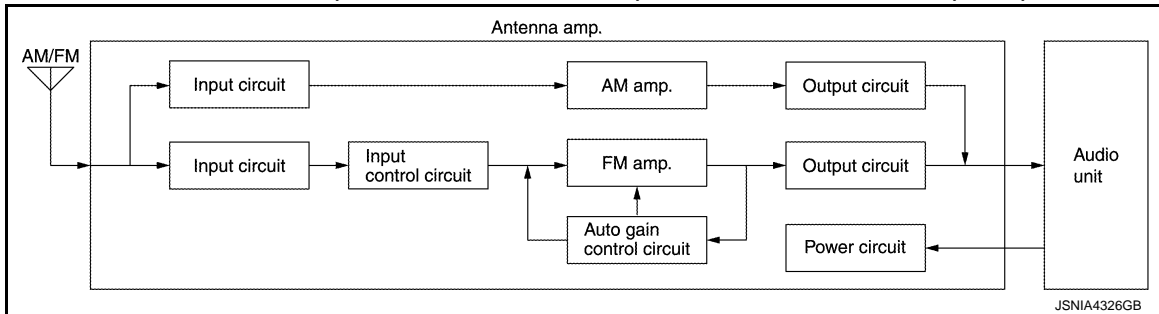 Antenna amp.
AM/FM
Input circuit
AM amp.
Output circuit
Input circuit
Input
control circuit
FM amp.
Output circuit
Audio
unit
Auto gain
control circuit
Power circuit
JSNIA4326GB